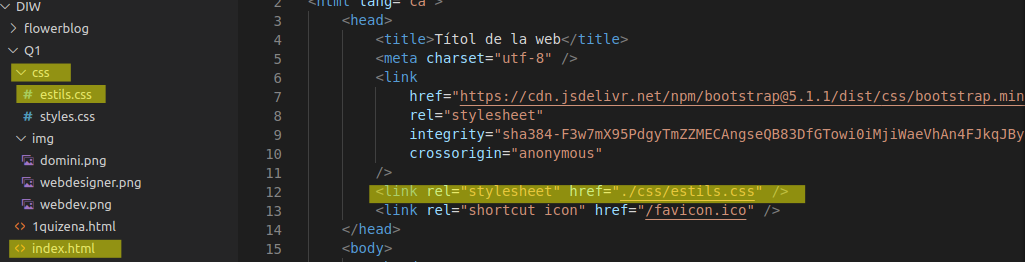 DIW
flowerblog
Q1
css
# estils.css
# styles.css
img
domini.png
webdesigner.png
webdev.png
<> 1quizena.html
<> index.html
2 <html lang="ca">
3 <head>
4 <title>Títol de la web</title>
5 <meta charset="utf-8" />
6 <link
7 href="https://cdn.jsdelivr.net/npm/bootstrap@5.1.1/dist/css/bootstrap.min
8 rel="stylesheet"
9 integrity="sha384-F3w7mX95PdgyTmZZMECAngseQB83DfGTowi0iMjiWaeVhAn4FJkqJBy
10 crossorigin="anonymous"
11 />
12 <link rel="stylesheet" href="./css/estils.css" />
13 <link rel="shortcut icon" href="/favicon.ico" />
14 </head>
15 <body>